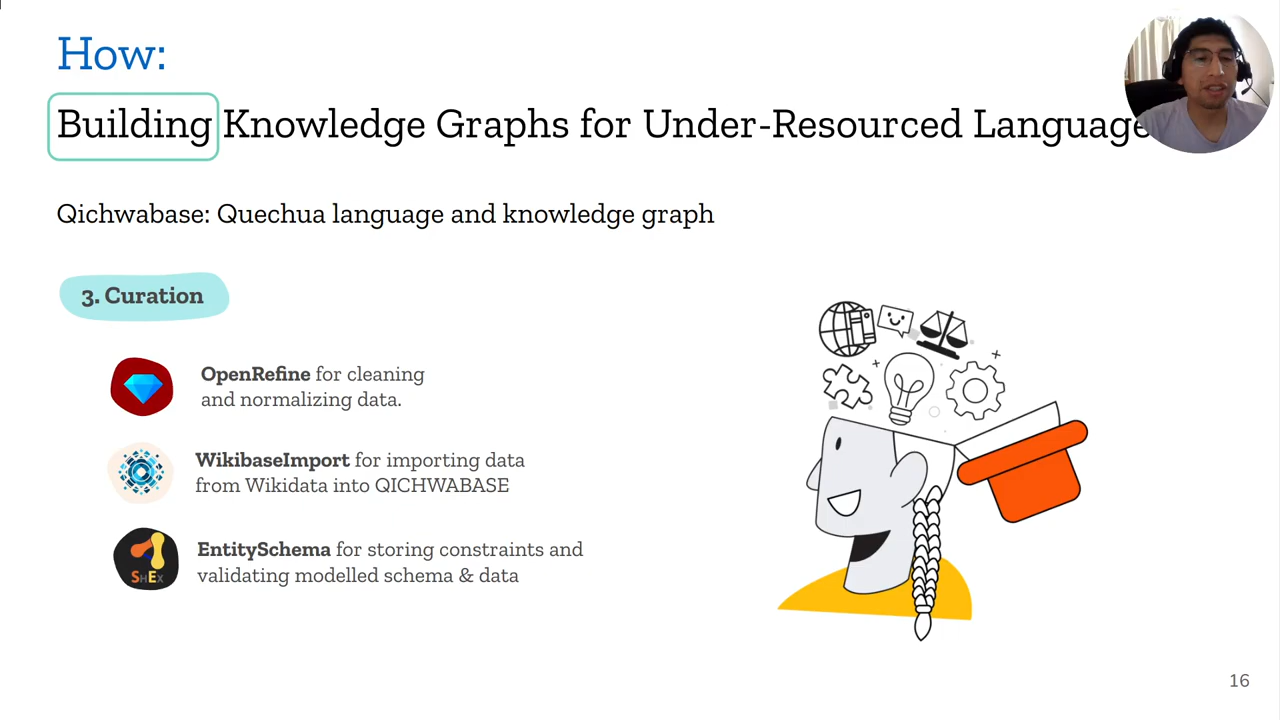 How:
Building Knowledge Graphs for Under-Resourced Language
Qichwabase: Quechua language and knowledge graph
3. Curation
OpenRefine for cleaning
and normalizing data.
WikibaseImport for importing data
from Wikidata into QICHWABASE
ShEx
EntitySchema for storing constraints and
validating modelled schema & data
16